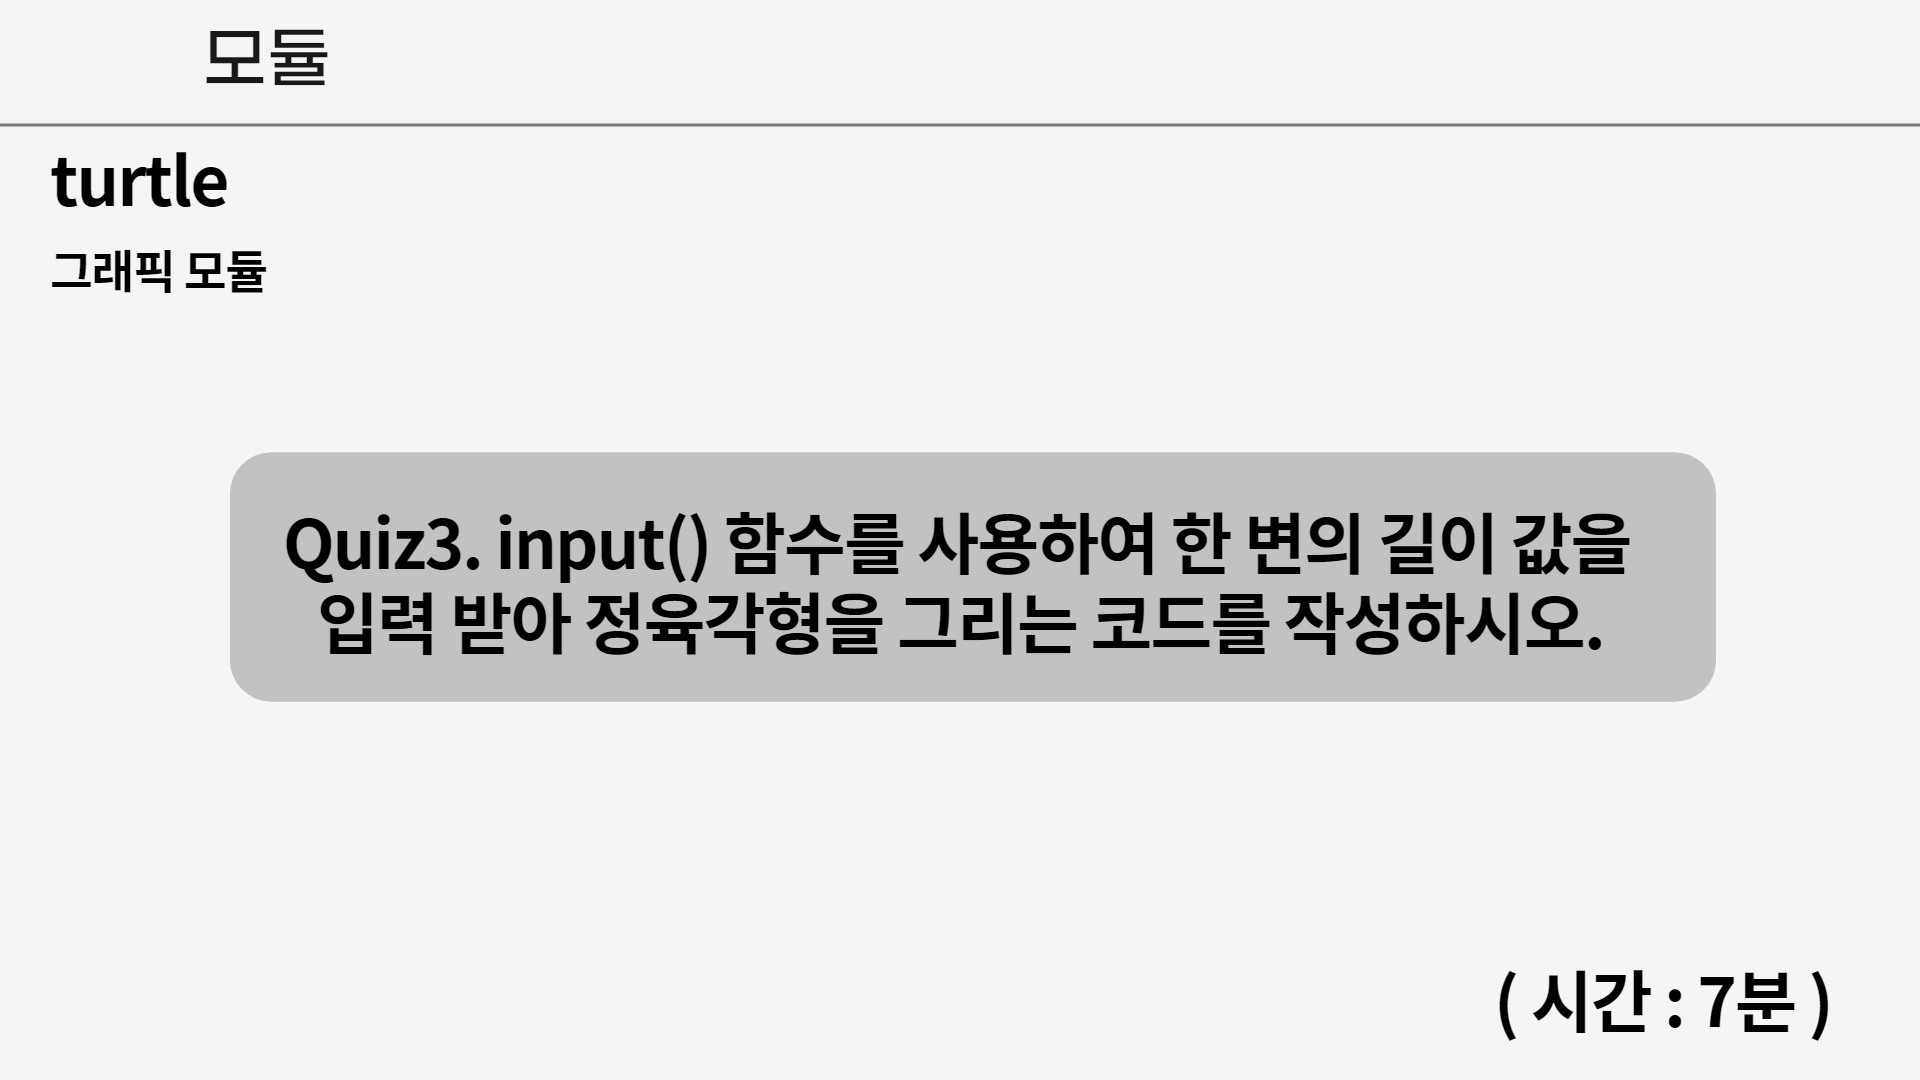 모듈
turtle
그래픽 모듈
Quiz3. input() 함수를 사용하여 한 변의 길이 값을
입력 받아 정육각형을 그리는 코드를 작성하시오.
( 시간 : 7분 )